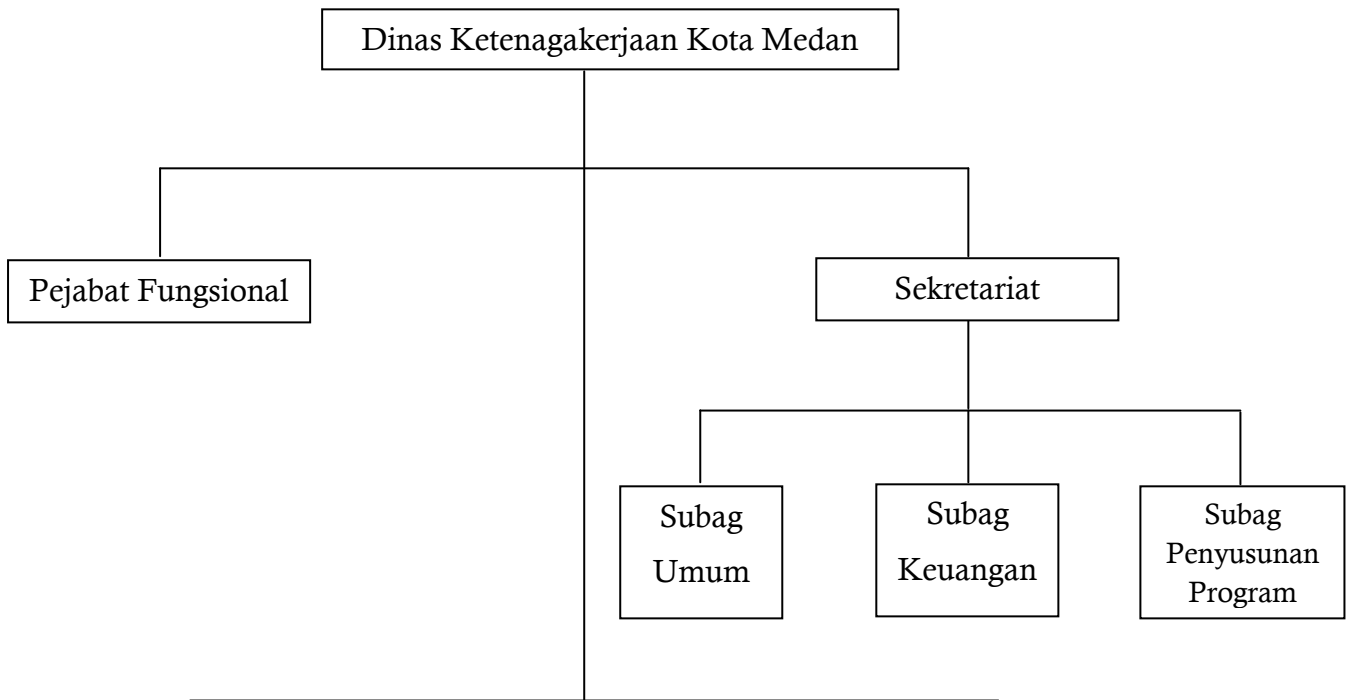 Dinas Ketenagakerjaan Kota Medan
Pejabat Fungsional
Sekretariat
Subag
Umum
Subag
Keuangan
Subag
Penyusunan
Program